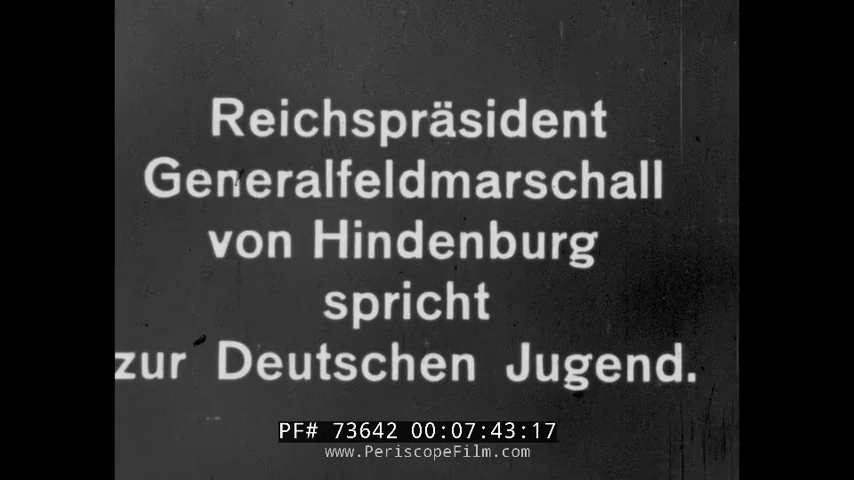 Reichspräsident
Generalfeldmarschall
von Hindenburg
spricht
zur Deutschen Jugend.
PF# 73642 00:07:43:17
www.PeriscopeFilm.com